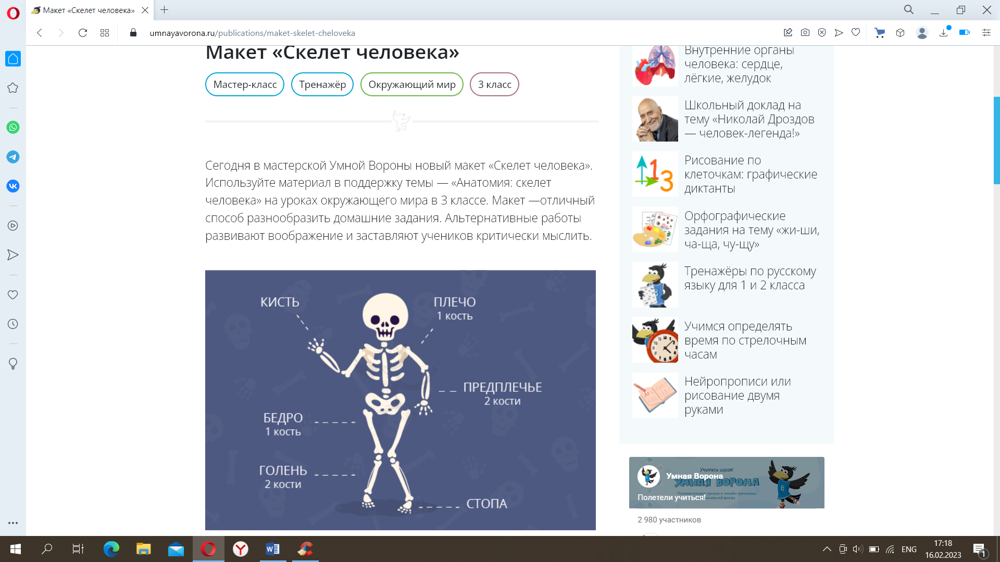 Макет «Скелет человека»
umnayavorona.ru/publications/maket-skelet-cheloveka
Макет «Скелет человека»
Мастер-класс
Тренажёр
Окружающий мир
3 класс
Сегодня в мастерской Умной Вороны новый макет «Скелет человека».
Используйте материал в поддержку темы — «Анатомия: скелет
человека» на уроках окружающего мира в 3 классе. Макет —отличный
способ разнообразить домашние задания. Альтернативные работы
развивают воображение и заставляют учеников критически мыслить.
КИСТЬ
ПЛЕЧО
1 кость
ПРЕДПЛЕЧЬЕ
2 кости
БЕДРО
1 кость
ГОЛЕНЬ
2 кости
СТОПА
Внутренние органы
человека: сердце,
лёгкие, желудок
Школьный доклад на
тему «Николай Дроздов
— человек-легенда!»
Рисование по
клеточкам: графические
диктанты
Орфографические
задания на тему «жи-ши,
ча-ща, чу-щу»
Тренажёры по русскому
языку для 1 и 2 класса
Учимся определять
время по стрелочным
часам
Нейропрописи или
рисование двумя
руками
Учитесь играя!
Умная Ворона
УМНАЯ ВОРОНА
Познавательные турниры и онлайн-тренажёры
начальной школы
Полетели учиться!
2 980 участников
ENG
17:18
16.02.2023
1